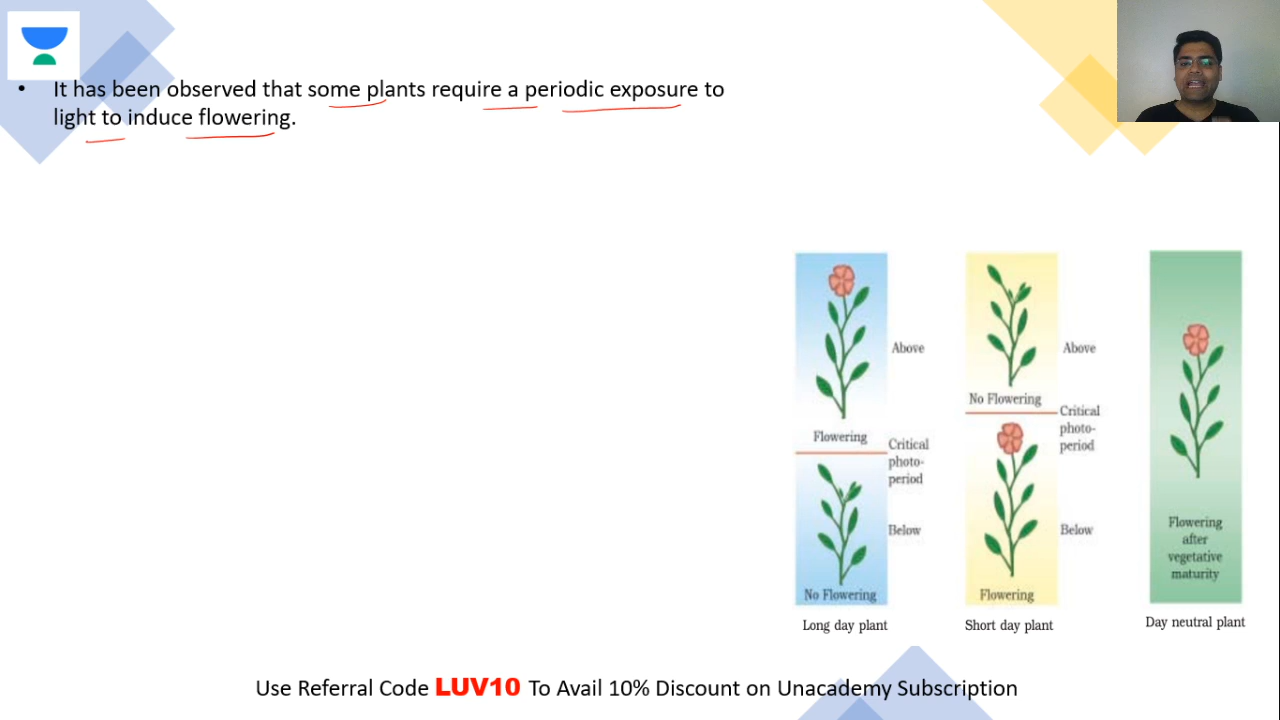 • It has been observed that some plants require a periodic exposure to
light to induce flowering.
Above
Flowering
Critical
photo-
period
Below
No Flowering
Long day plant
Above
No Flowering
Critical
photo-
period
Below
Flowering
Short day plant
Flowering
after
vegetative
maturity
Day neutral plant
Use Referral Code LUV10 To Avail 10% Discount on Unacademy Subscription